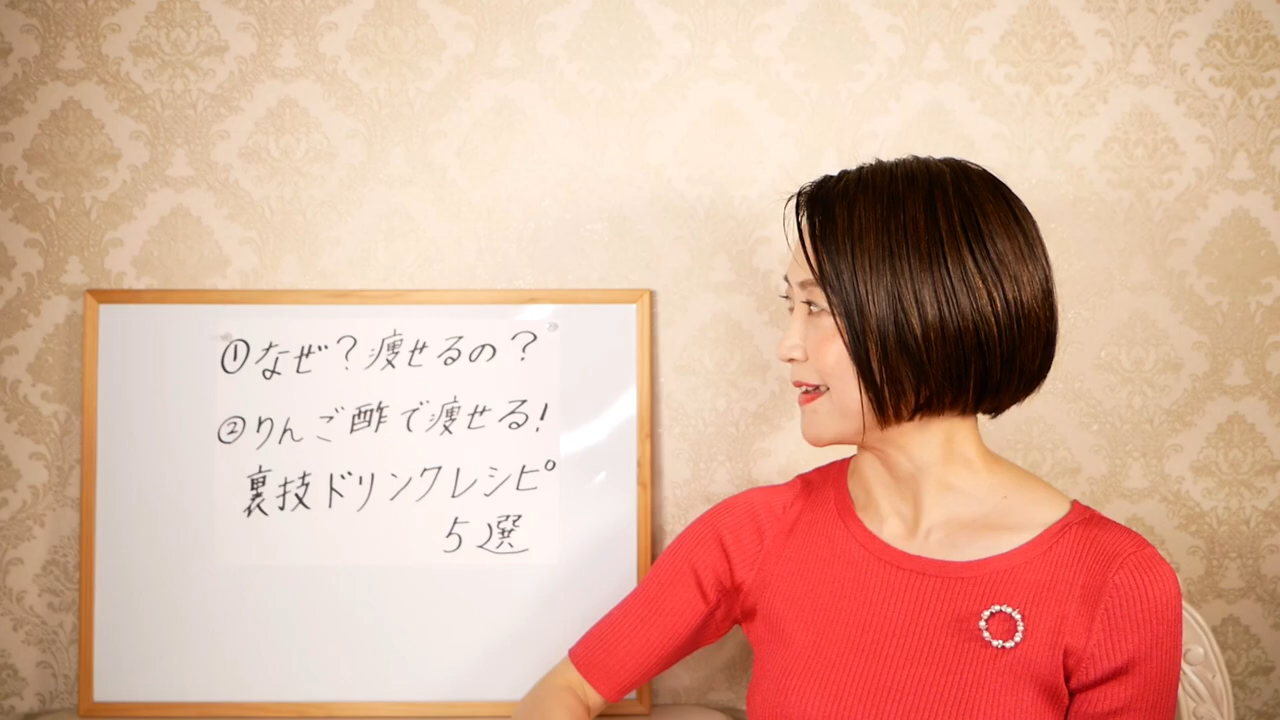 ①なぜ？痩せるの？
②りんご酢で痩せる！
裏技ドリンクレシピ
5選